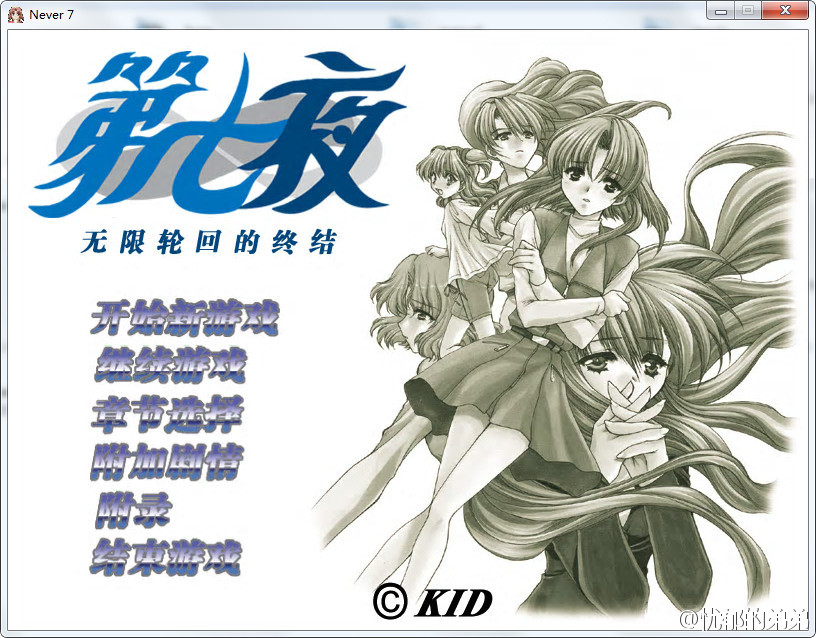 Never 7
第七夜
无限轮回的终结
开始新游戏
继续游戏
章节选择
附加剧情
附录
结束游戏
© KID
@忧郁的弟弟